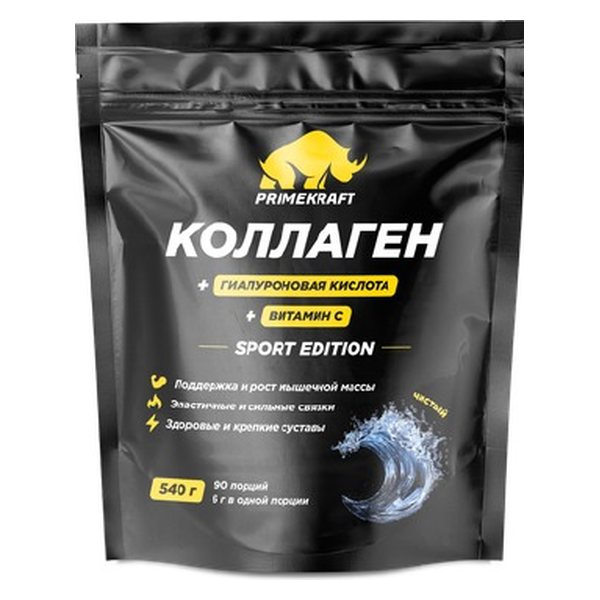 PRIMEKRAFT
КОЛЛАГЕН
+ ГИАЛУРОНОВАЯ КИСЛОТА
+ ВИТАМИН С
SPORT EDITION
Поддержка и рост мышечной массы
Эластичные и сильные связки
Здоровые и крепкие суставы
чистый
540 г
90 порций
6 г в одной порции